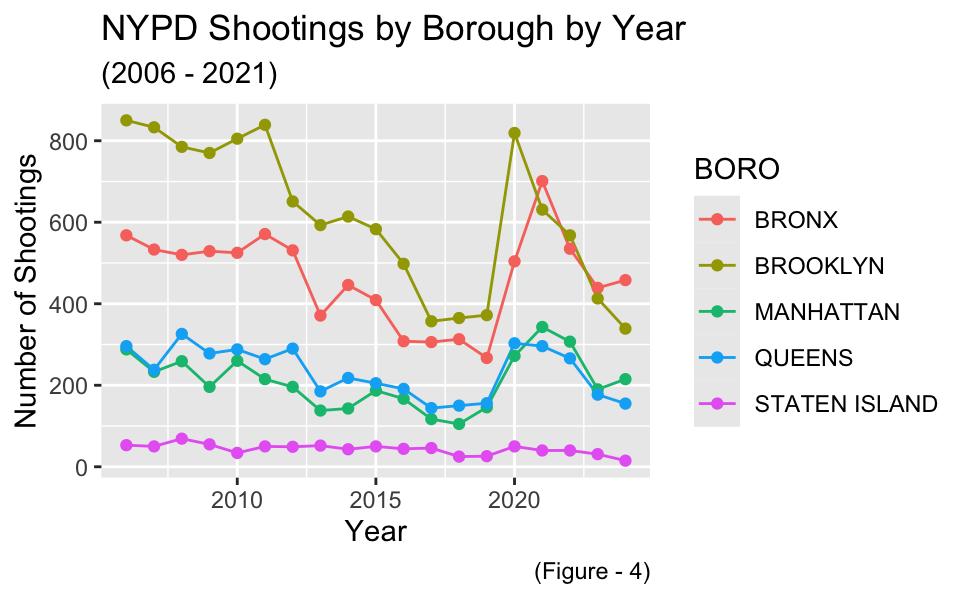 NYPD Shootings by Borough by Year
(2006 - 2021)
Number of Shootings
800
600
400
200
0
2010
2015
2020
Year
(Figure - 4)
BORO
BRONX
BROOKLYN
MANHATTAN
QUEENS
STATEN ISLAND